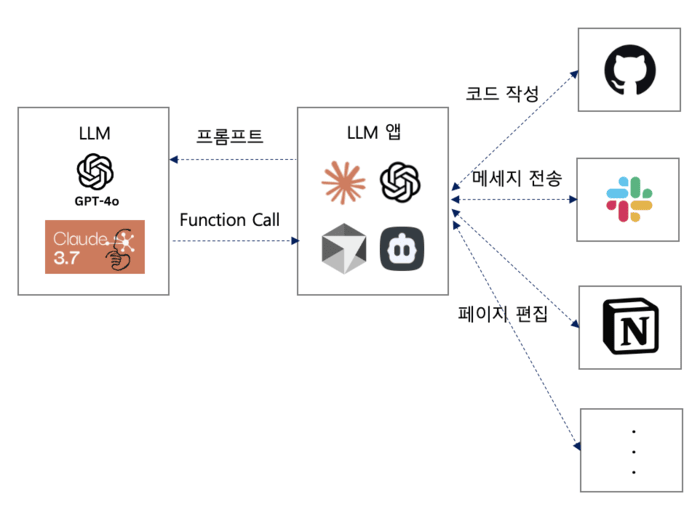 LLM
GPT-4o
Claude
3.7
프롬프트
Function Call
LLM 앱
코드 작성
메세지 전송
페이지 편집
N
.
.
.